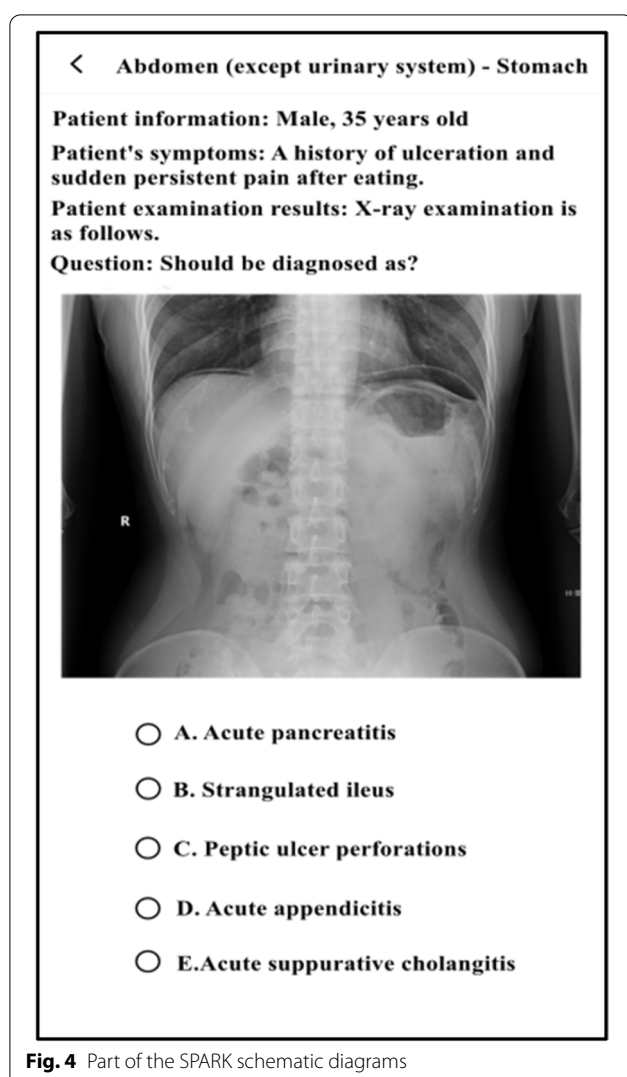 < Abdomen (except urinary system) - Stomach
Patient information: Male, 35 years old
Patient's symptoms: A history of ulceration and
sudden persistent pain after eating.
Patient examination results: X-ray examination is
as follows.
Question: Should be diagnosed as?
R
A. Acute pancreatitis
B. Strangulated ileus
C. Peptic ulcer perforations
D. Acute appendicitis
E.Acute suppurative cholangitis
Fig. 4 Part of the SPARK schematic diagrams